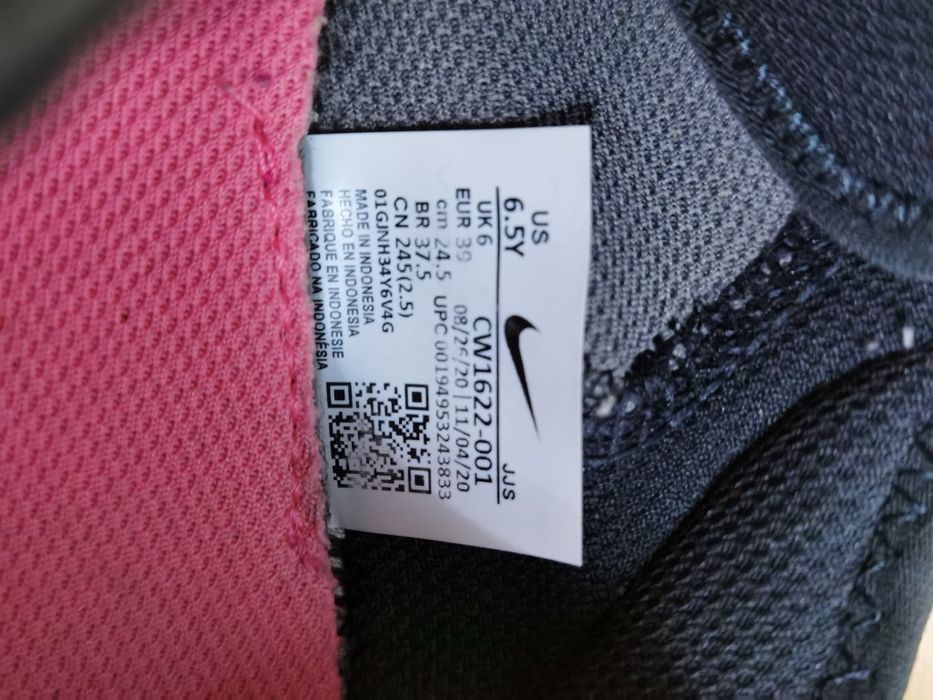 US
6.5Y
JJS
UK 6
CW1622-001
EUR 39
08/26/20 | 11/04/20
cm 24.5
UPC 00194953243833
BR 37.5
CN 245(2.5)
01GJNH34Y6V4G
MADE IN INDONESIA
HECHO EN INDONESIA
FABRIQUE EN INDONESIE
FABRICADO NA INDONÉSIA